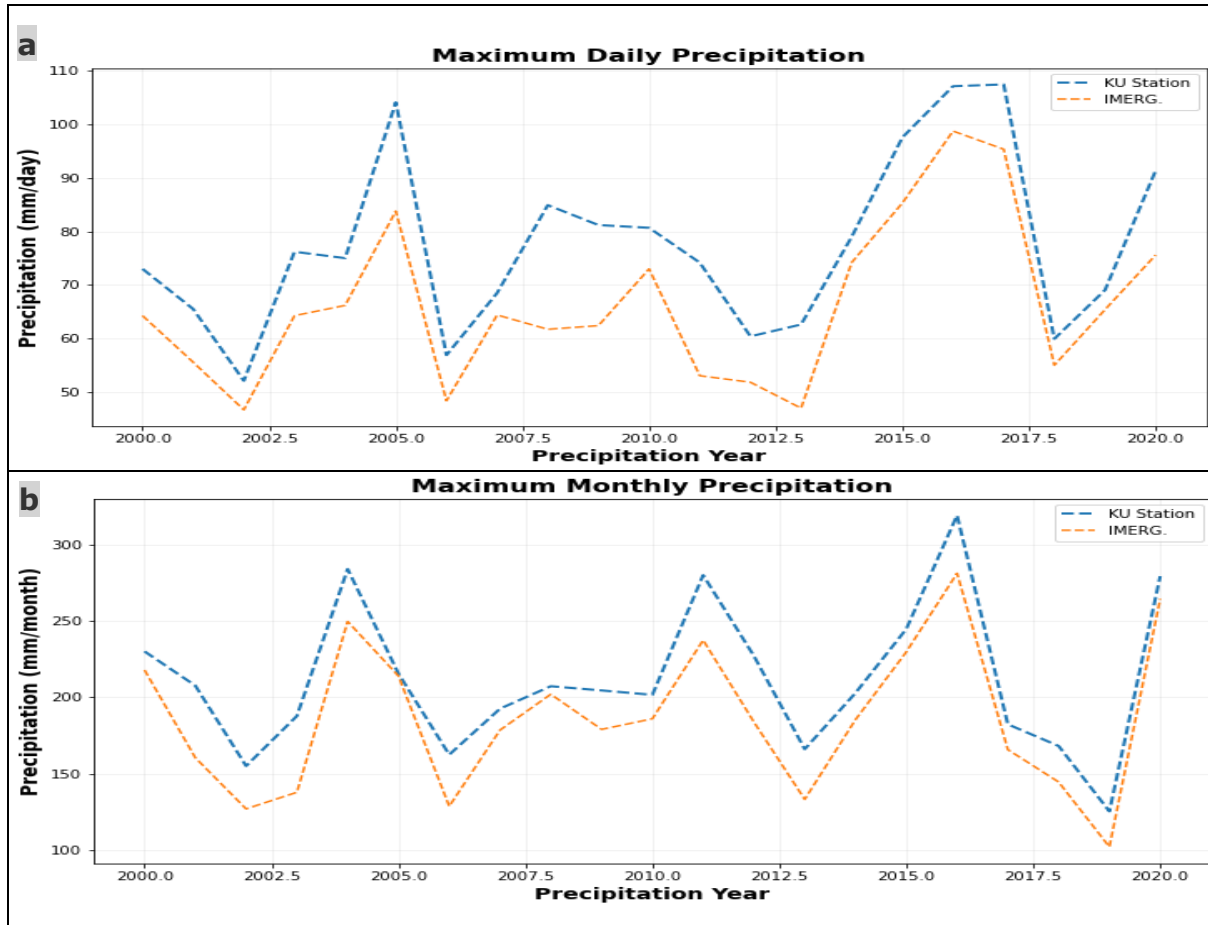 a
Maximum Daily Precipitation
Precipitation (mm/day)
110
100
90
80
70
60
50
KU Station
IMERG.
2000.0 2002.5 2005.0 2007.5 2010.0 2012.5 2015.0 2017.5 2020.0
Precipitation Year
b
Maximum Monthly Precipitation
Precipitation (mm/month)
300
250
200
150
100
KU Station
IMERG.
2000.0 2002.5 2005.0 2007.5 2010.0 2012.5 2015.0 2017.5 2020.0
Precipitation Year